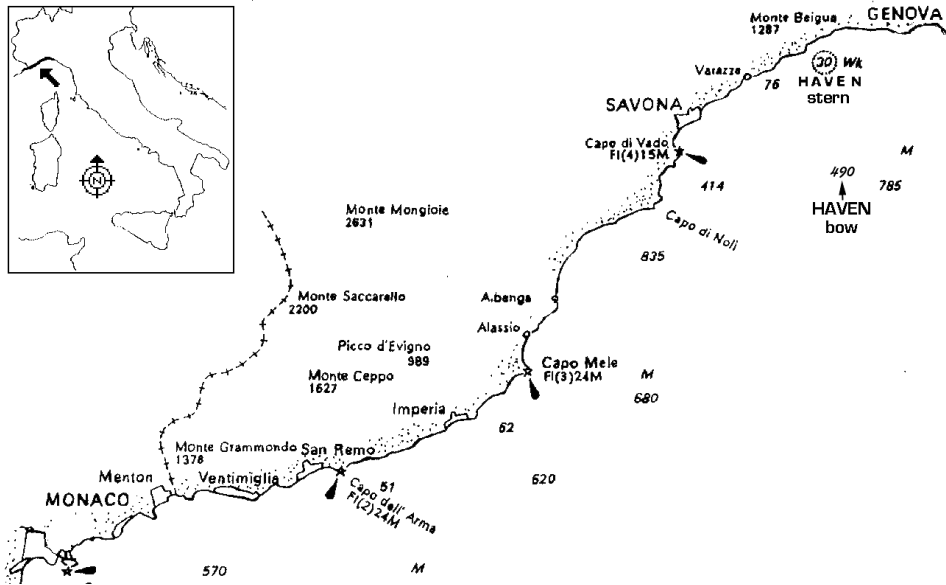 Monte Beigua
1287
GENOVA
30 Wk
HAVEN
stern
Varazze
76
SAVONA
Capo di Vado
Fl(4)15M
M
414
490
785
HAVEN
bow
N
Monte Mongioie
2631
Capo di Noli
835
Monte Saccarello
2200
A.benga
Alassio
Picco d'Evigno
989
Capo Mele
Fl(3)24M
M
680
Monte Ceppo
1627
Imperia
62
Monte Grammondo
1378
San Remo
Menton
Ventimiglia
MONACO
51
Capo dell' Arma
Fl(2)24M
620
570
M